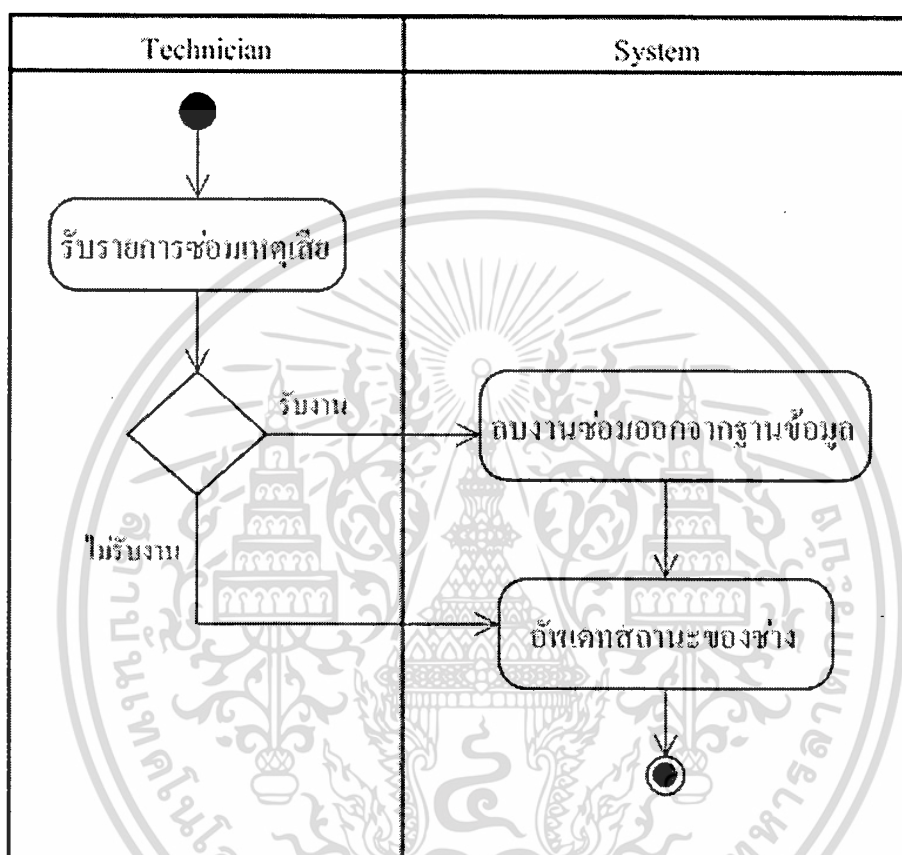 Technician
System
รับรายการซ่อมเหตุเสีย
รับงาน
ลบงานซ่อมออกจากฐานข้อมูล
ไม่รับงาน
อัพเดทสถานะของช่าง